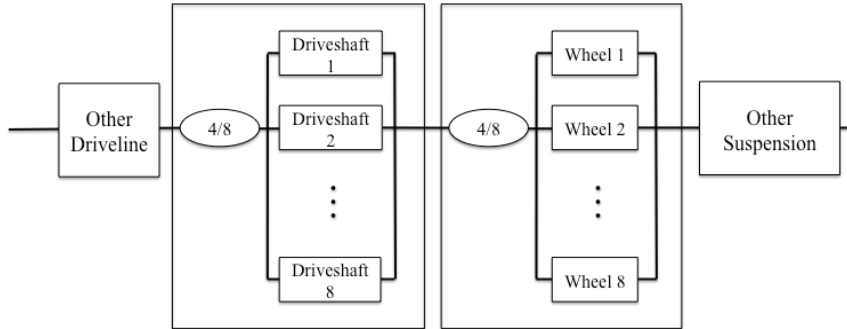 Other
Driveline
4/8
Driveshaft
1
Driveshaft
2
Driveshaft
8
4/8
Wheel 1
Wheel 2
Wheel 8
Other
Suspension